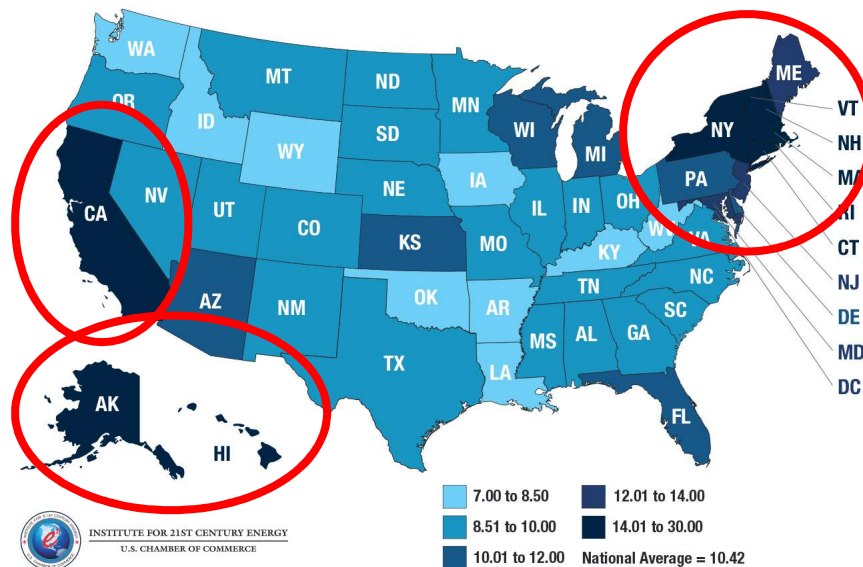 WA
MT
ND
MN
ME
VT
OR
ID
SD
WI
MI
NY
NH
WY
MA
IA
NE
PA
RI
NV
UT
CO
IL
IN
OH
CT
CA
KS
MO
KY
WV
VA
NJ
AZ
NM
OK
AR
TN
NC
DE
SC
MD
TX
LA
MS
AL
GA
DC
AK
HI
FL
7.00 to 8.50
12.01 to 14.00
8.51 to 10.00
14.01 to 30.00
10.01 to 12.00
National Average = 10.42
INSTITUTE FOR 21ST CENTURY ENERGY
U.S. CHAMBER OF COMMERCE